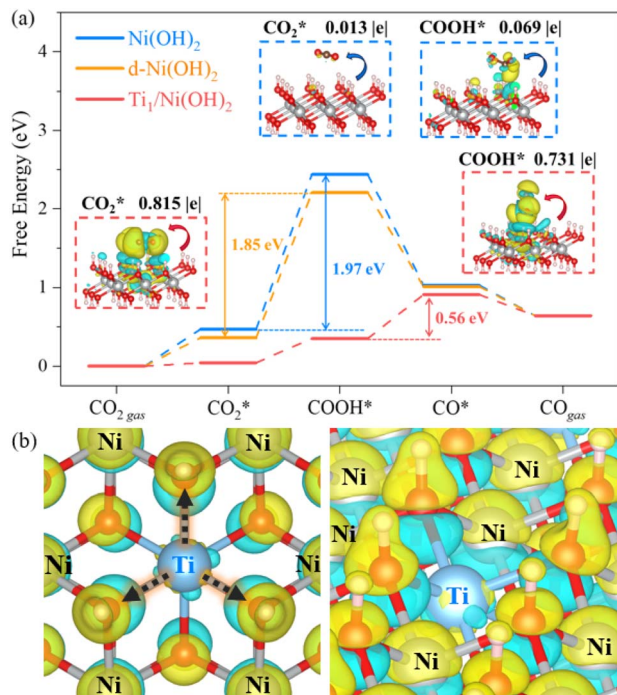 (a)
4
3
2
1
0
Free Energy (eV)
Ni(OH)₂
d-Ni(OH)₂
Ti₁/Ni(OH)₂
CO₂* 0.013 |e|
COOH* 0.069 |e|
COOH* 0.731 |e|
CO₂* 0.815 |e|
1.85 eV
1.97 eV
0.56 eV
CO₂ gas CO₂* COOH* CO* CO gas
(b)
Ni Ni
Ni Ni
Ti
Ni Ni
Ni
Ni
Ni
Ni
Ti
Ni
Ni